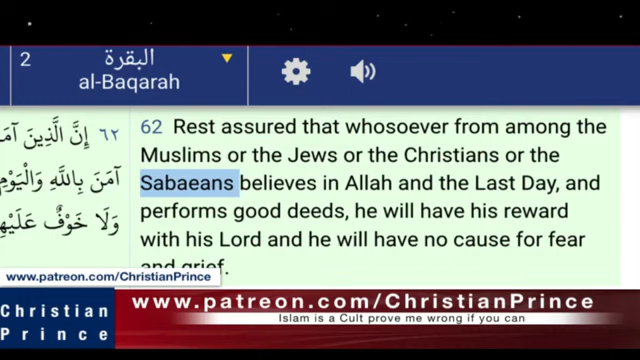 2
البقرة
al-Baqarah
٦٢ إِنَّ الَّذِينَ
آمَنَ بِاللَّهِ وَالْيَوْمِ
وَلَا خَوْفٌ
62 Rest assured that whosoever from among the
Muslims or the Jews or the Christians or the
Sabaeans believes in Allah and the Last Day, and
performs good deeds, he will have his reward
with his Lord and he will have no cause for fear
and grief.
www.patreon.com/ChristianPrince
Christian
Prince
www.patreon.com/ChristianPrince
Islam is a Cult prove me wrong if you can